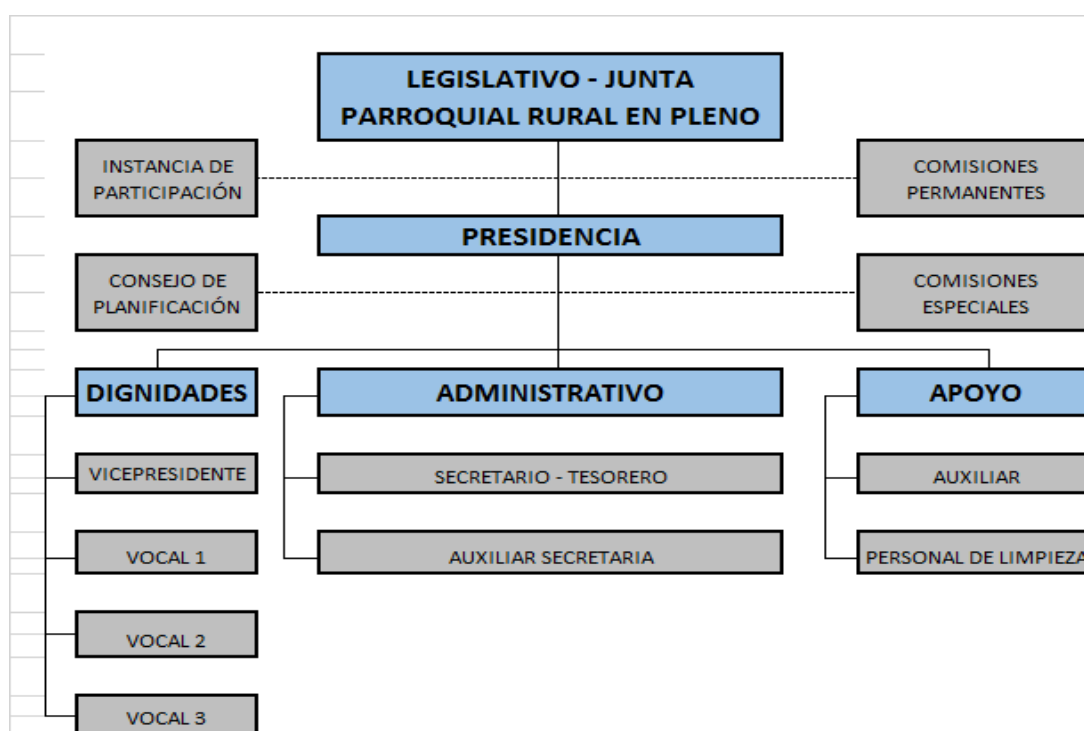 LEGISLATIVO - JUNTA
PARROQUIAL RURAL EN PLENO
INSTANCIA DE
PARTICIPACIÓN
COMISIONES
PERMANENTES
PRESIDENCIA
CONSEJO DE
PLANIFICACIÓN
COMISIONES
ESPECIALES
DIGNIDADES
ADMINISTRATIVO
APOYO
VICEPRESIDENTE
SECRETARIO - TESORERO
AUXILIAR
VOCAL 1
AUXILIAR SECRETARIA
PERSONAL DE LIMPIEZA
VOCAL 2
VOCAL 3